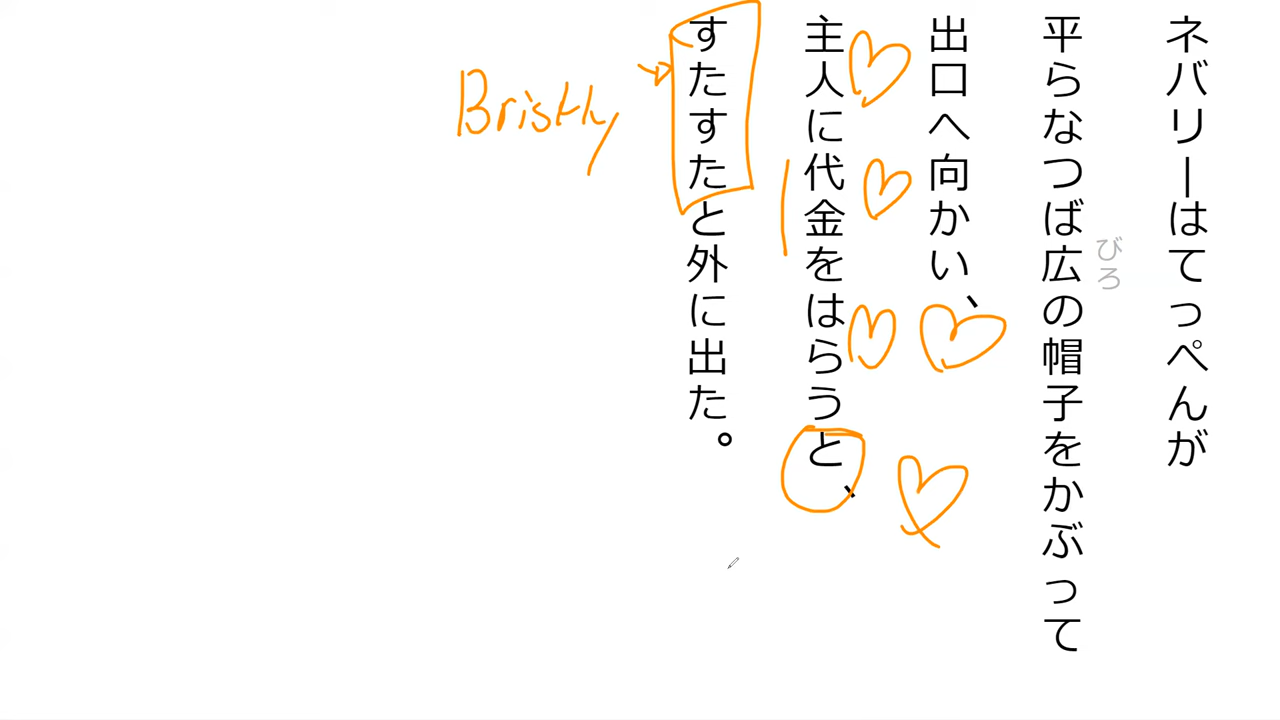 ネバリーはてっぺんが
平らなつば広の帽子をかぶって
びろ
出口へ向かい、
主人に代金をはらうと、
すたすたと外に出た。
Briskly